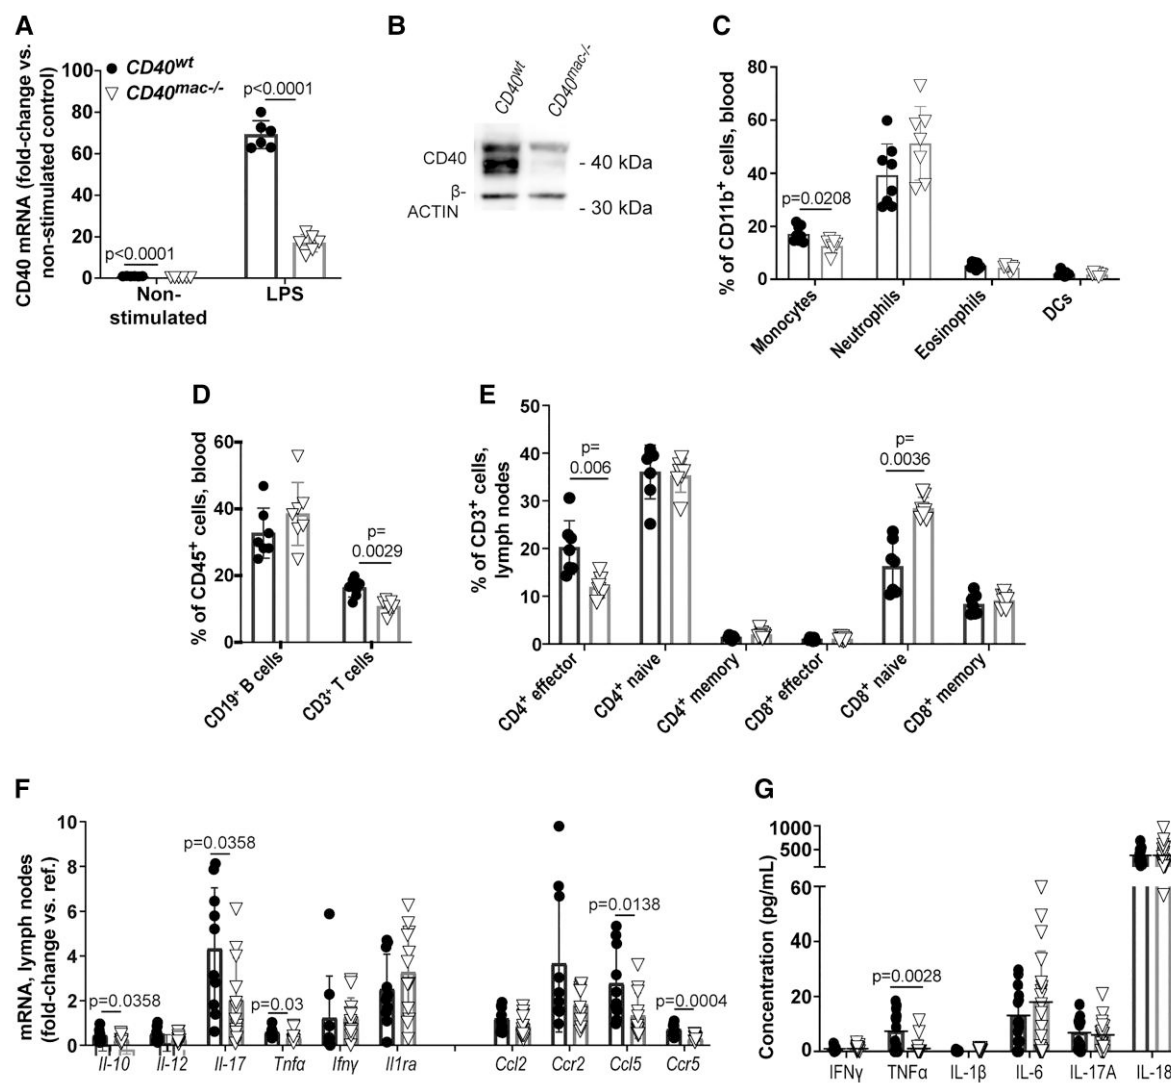 A
CD40 mRNA (fold-change vs.
non-stimulated control)
100
80
60
40
20
0
CD40wt
CD40mac-/-
p<0.0001
p<0.0001
Non-
stimulated
LPS
B
CD40wt
CD40mac-/-
CD40
β-
ACTIN
- 40 kDa
- 30 kDa
C
% of CD11b+ cells, blood
80
60
40
20
0
p=0.0208
Monocytes
Neutrophils
Eosinophils
DCs
D
% of CD45+ cells, blood
60
40
20
0
p=
0.0029
CD19+ B cells
CD3+ T cells
E
% of CD3+ cells,
lymph nodes
50
40
30
20
10
0
p=
0.006
p=
0.0036
CD4+ effector
CD4+ naive
CD4+ memory
CD8+ effector
CD8+ naive
CD8+ memory
F
mRNA, lymph nodes
(fold-change vs. ref.)
10
8
6
4
2
0
p=0.0358
p=0.0358
p=0.03
p=0.0138
p=0.0004
Il-10
Il-12
Il-17
Tnfα
Ifnγ
Il1ra
Ccl2
Ccr2
Ccl5
Ccr5
G
Concentration (pg/mL)
1000
500
60
40
20
0
p=0.0028
IFNγ
TNFα
IL-1β
IL-6
IL-17A
IL-18